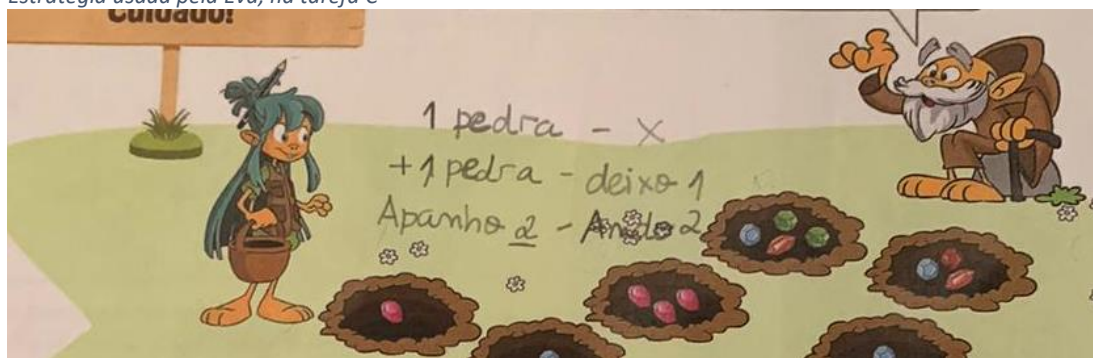 Estratégia usada pela Eva, na tarefa C
Cuidado!
1 pedra - X
+1 pedra - deixo 1
Apanho 2 - Ando 2